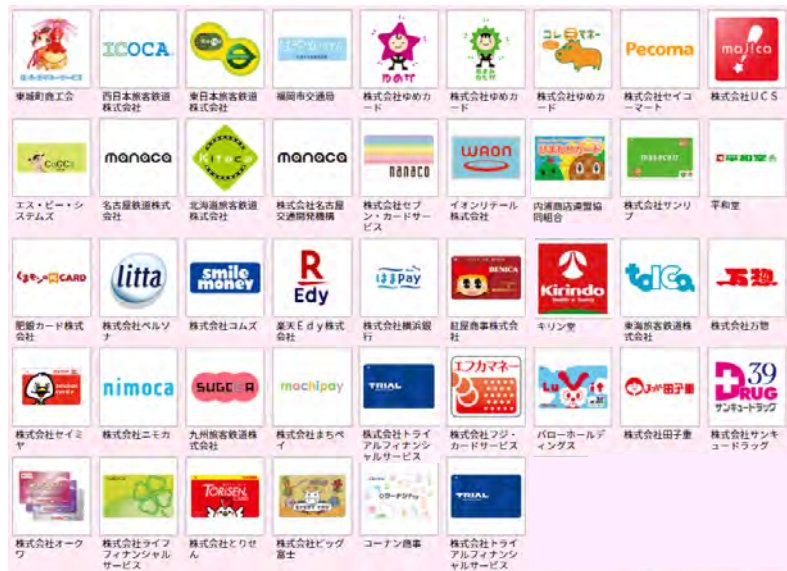 東城町商工会
ICOCA
西日本旅客鉄道
株式会社
東日本旅客鉄道
株式会社
福岡市交通局
ゆめか
株式会社ゆめカ
ード
株式会社ゆめカ
ード
株式会社ゆめカ
ード
Pecoma
株式会社セイコ
ーマート
majica
株式会社UCS
CoGCa
エス・ビー・シ
ステムズ
manaca
名古屋鉄道株式
会社
Kitaca
北海道旅客鉄道
株式会社
manaca
株式会社名古屋
交通開発機構
nanaco
株式会社セブ
ン・カードサー
ビス
WAON
イオンリテール
株式会社
内浦商店連盟協
同組合
masaca
株式会社サンリ
ブ
平和堂
平和堂
くまモンのIC CARD
肥銀カード株式
会社
litta
株式会社ペルソ
ナ
smile
money
株式会社コムズ
R
Edy
楽天Edy株式
会社
はまPay
株式会社横浜銀
行
BENICA
紅屋商事株式会
社
Kirindo
キリン堂
toICa
東海旅客鉄道株
式会社
万惣
株式会社万惣
株式会社セイミ
ヤ
nimoca
株式会社ニモカ
SUGOCA
九州旅客鉄道株
式会社
machipay
株式会社まちペ
イ
TRIAL
株式会社トライ
アルフィナンシ
ャルサービス
エフカマネー
株式会社フジ・
カードサービス
Lu Vit
バローホールデ
ィングス
田子重
株式会社田子重
39
DRUG
サンキュードラッグ
株式会社サンキ
ュードラッグ
株式会社オーク
ワ
株式会社ライフ
フィナンシャル
サービス
TORiSEN
株式会社とりせ
ん
株式会社ビッグ
富士
コーナン商事
TRIAL
株式会社トライ
アルフィナンシ
ャルサービス